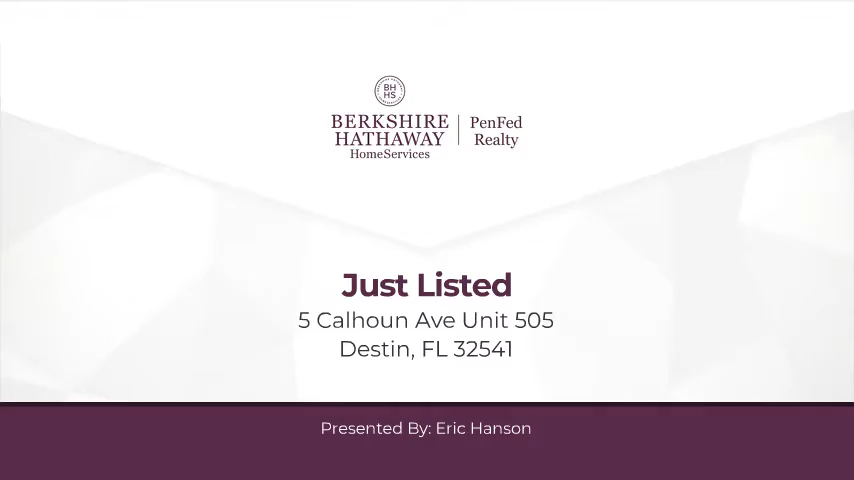 BH
HS
BERKSHIRE
HATHAWAY
HomeServices
PenFed
Realty
Just Listed
5 Calhoun Ave Unit 505
Destin, FL 32541
Presented By: Eric Hanson